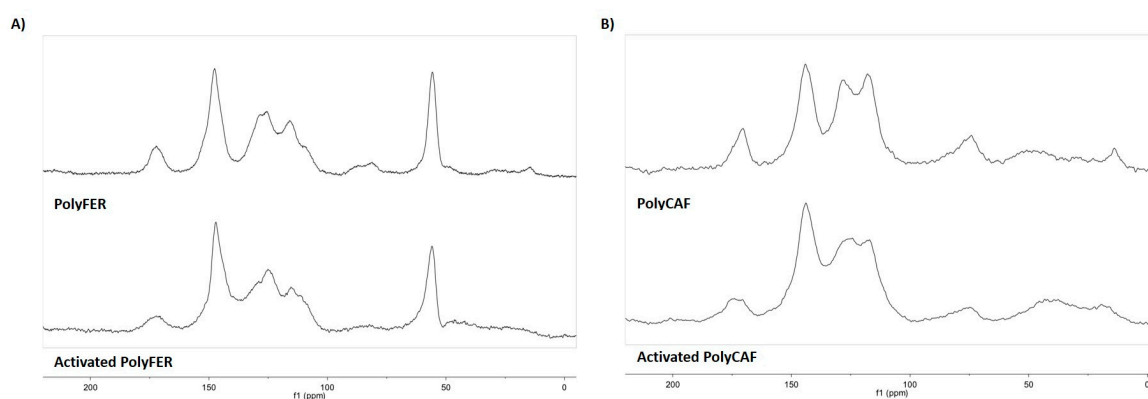 A)
PolyFER
Activated PolyFER
200 150 100 50 0
f1 (ppm)
B)
PolyCAF
Activated PolyCAF
200 150 100 50 0
f1 (ppm)